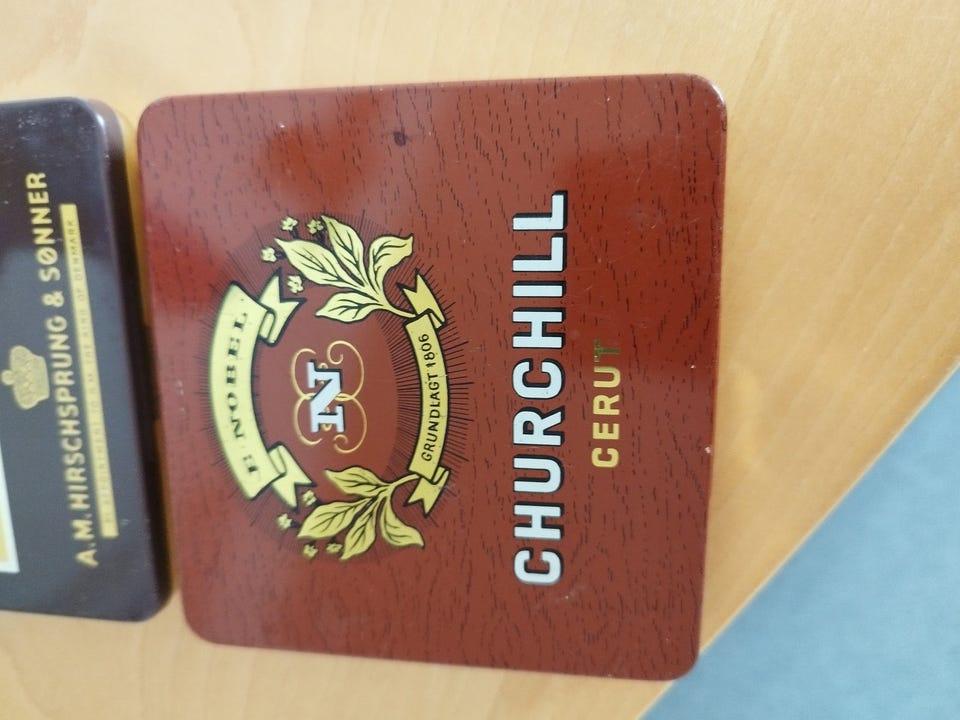 A.M. HIRSCHSPRUNG & SØNNER
E NOBEL
N
GRUNDLAGT 1806
CHURCHILL
CERUT